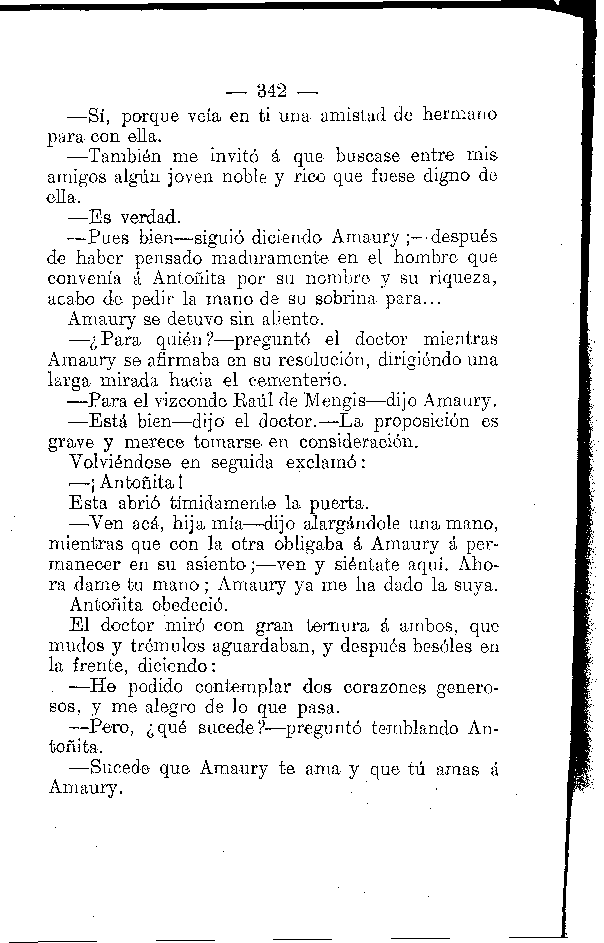 — 342 —
—Sí, porque veía en ti una amistad de hermano
para con ella.
—También me invitó á que buscase entre mis
amigos algún joven noble y rico que fuese digno de
ella.
—Es verdad.
—Pues bien—siguió diciendo Amaury ;—después
de haber pensado maduramente en el hombre que
convenía á Antoñita por su nombre y su riqueza,
acabo de pedir la mano de su sobrina para...
Amaury se detuvo sin aliento.
—¿Para quién?—preguntó el doctor mientras
Amaury se afirmaba en su resolución, dirigiéndo una
larga mirada hacia el cementerio.
—Para el vizconde Raúl de Mengis—dijo Amaury.
—Está bien—dijo el doctor.—La proposición es
grave y merece tomarse en consideración.
Volviéndose en seguida exclamó:
—¡Antoñita!
Esta abrió tímidamente la puerta.
—Ven acá, hija mía—dijo alargándole una mano,
mientras que con la otra obligaba á Amaury á per-
manecer en su asiento;—ven y siéntate aquí. Aho-
ra dame tu mano; Amaury ya me ha dado la suya.
Antoñita obedeció.
El doctor miró con gran ternura á ambos, que
mudos y trémulos aguardaban, y después besóles en
la frente, diciendo:
—He podido contemplar dos corazones genero-
sos, y me alegro de lo que pasa.
—Pero, ¿qué sucede?—preguntó temblando An-
toñita.
—Sucede que Amaury te ama y que tú amas á
Amaury.